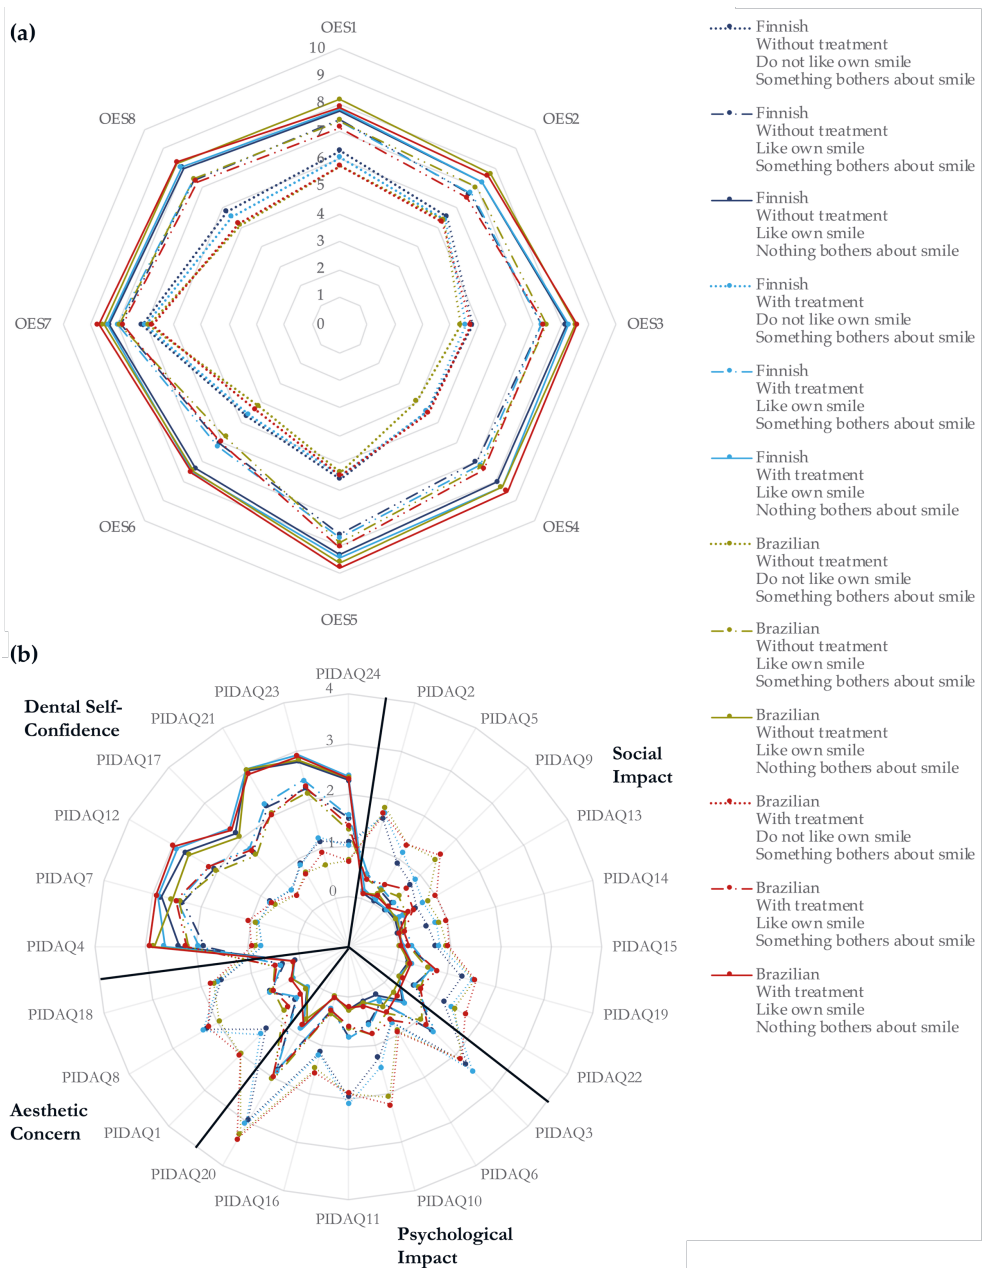 (a)
OES1
10
9
8
7
6
5
4
3
2
1
0
OES2
OES3
OES4
OES5
OES6
OES7
OES8
(b)
PIDAQ24
4
3
2
1
0
PIDAQ2
PIDAQ5
PIDAQ9
PIDAQ13
PIDAQ14
PIDAQ15
PIDAQ19
PIDAQ22
PIDAQ3
PIDAQ6
PIDAQ10
PIDAQ11
PIDAQ16
PIDAQ20
PIDAQ1
PIDAQ8
PIDAQ18
PIDAQ4
PIDAQ7
PIDAQ12
PIDAQ17
PIDAQ21
PIDAQ23
Dental Self-
Confidence
Social
Impact
Aesthetic
Concern
Psychological
Impact
Finnish
Without treatment
Do not like own smile
Something bothers about smile
Finnish
Without treatment
Like own smile
Something bothers about smile
Finnish
Without treatment
Like own smile
Nothing bothers about smile
Finnish
With treatment
Do not like own smile
Something bothers about smile
Finnish
With treatment
Like own smile
Something bothers about smile
Finnish
With treatment
Like own smile
Nothing bothers about smile
Brazilian
Without treatment
Do not like own smile
Something bothers about smile
Brazilian
Without treatment
Like own smile
Something bothers about smile
Brazilian
Without treatment
Like own smile
Nothing bothers about smile
Brazilian
With treatment
Do not like own smile
Something bothers about smile
Brazilian
With treatment
Like own smile
Something bothers about smile
Brazilian
With treatment
Like own smile
Nothing bothers about smile